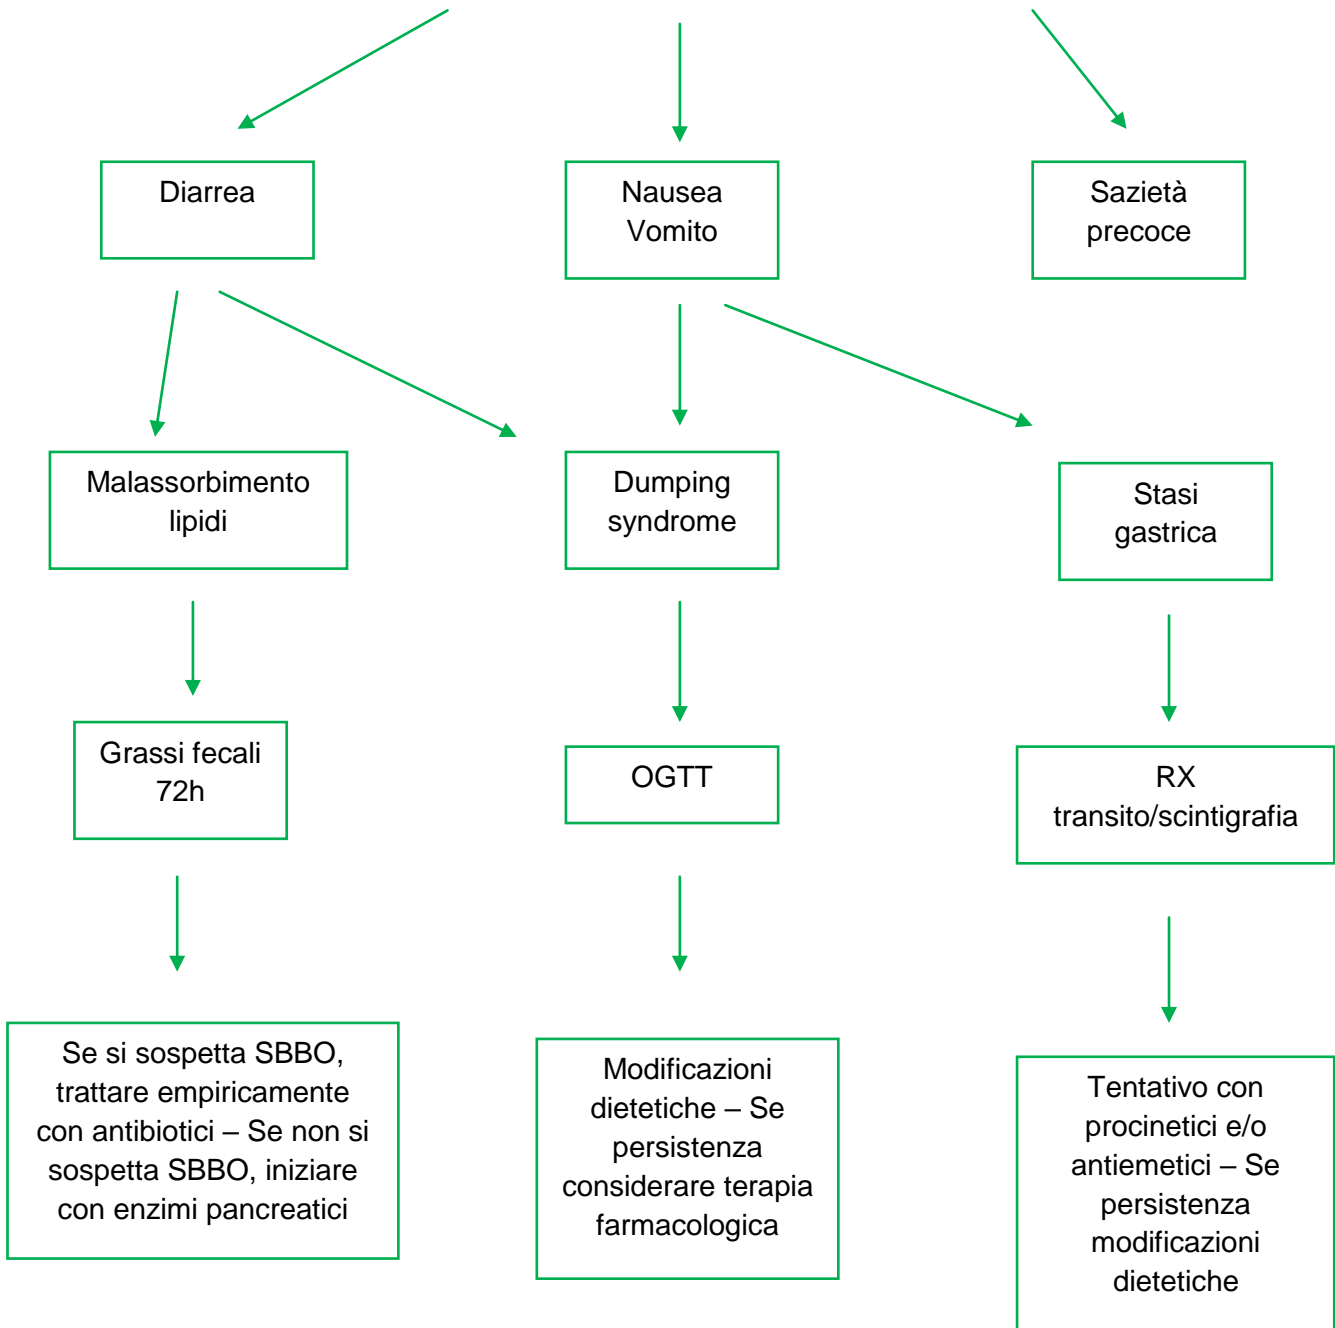 Diarrea
Nausea
Vomito
Sazietà
precoce
Malassorbimento
lipidi
Dumping
syndrome
Stasi
gastrica
Grassi fecali
72h
OGTT
RX
transito/scintigrafia
Se si sospetta SBBO,
trattare empiricamente
con antibiotici – Se non si
sospetta SBBO, iniziare
con enzimi pancreatici
Modificazioni
dietetiche – Se
persistenza
considerare terapia
farmacologica
Tentativo con
procinetici e/o
antiemetici – Se
persistenza
modificazioni
dietetiche